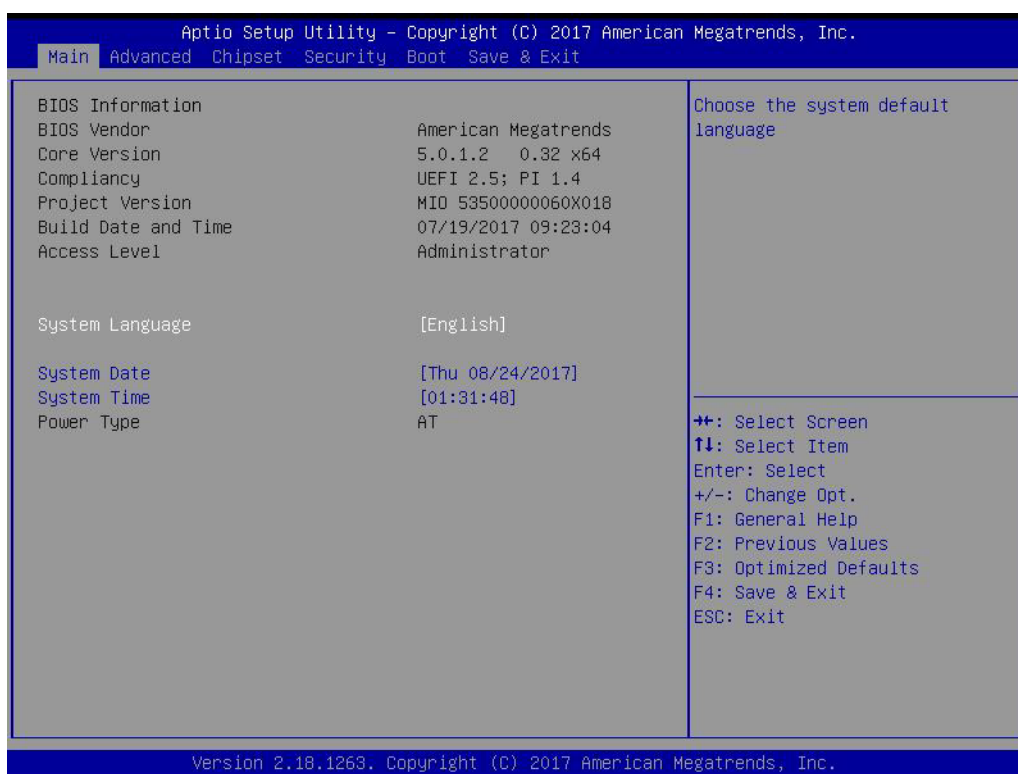 Aptio Setup Utility – Copyright (C) 2017 American Megatrends, Inc.
Main Advanced Chipset Security Boot Save & Exit
BIOS Information
BIOS Vendor American Megatrends
Core Version 5.0.1.2 0.32 x64
Compliancy UEFI 2.5; PI 1.4
Project Version MIO 53500000060X018
Build Date and Time 07/19/2017 09:23:04
Access Level Administrator
System Language [English]
System Date [Thu 08/24/2017]
System Time [01:31:48]
Power Type AT
Choose the system default
language
→←: Select Screen
↑↓: Select Item
Enter: Select
+/-: Change Opt.
F1: General Help
F2: Previous Values
F3: Optimized Defaults
F4: Save & Exit
ESC: Exit
Version 2.18.1263. Copyright (C) 2017 American Megatrends, Inc.